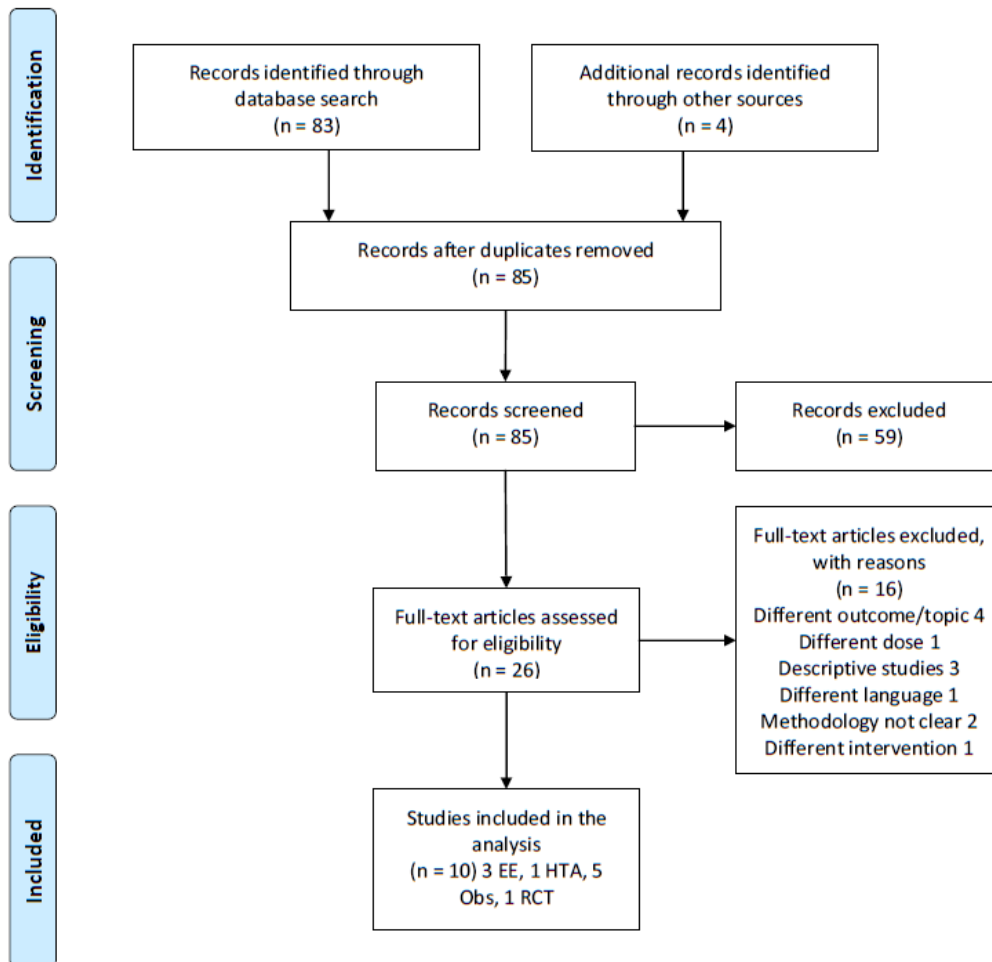 Identification
Records identified through
database search
(n = 83)
Additional records identified
through other sources
(n = 4)
Screening
Records after duplicates removed
(n = 85)
Records screened
(n = 85)
Records excluded
(n = 59)
Eligibility
Full-text articles assessed
for eligibility
(n = 26)
Full-text articles excluded,
with reasons
(n = 16)
Different outcome/topic 4
Different dose 1
Descriptive studies 3
Different language 1
Methodology not clear 2
Different intervention 1
Included
Studies included in the
analysis
(n = 10) 3 EE, 1 HTA, 5
Obs, 1 RCT